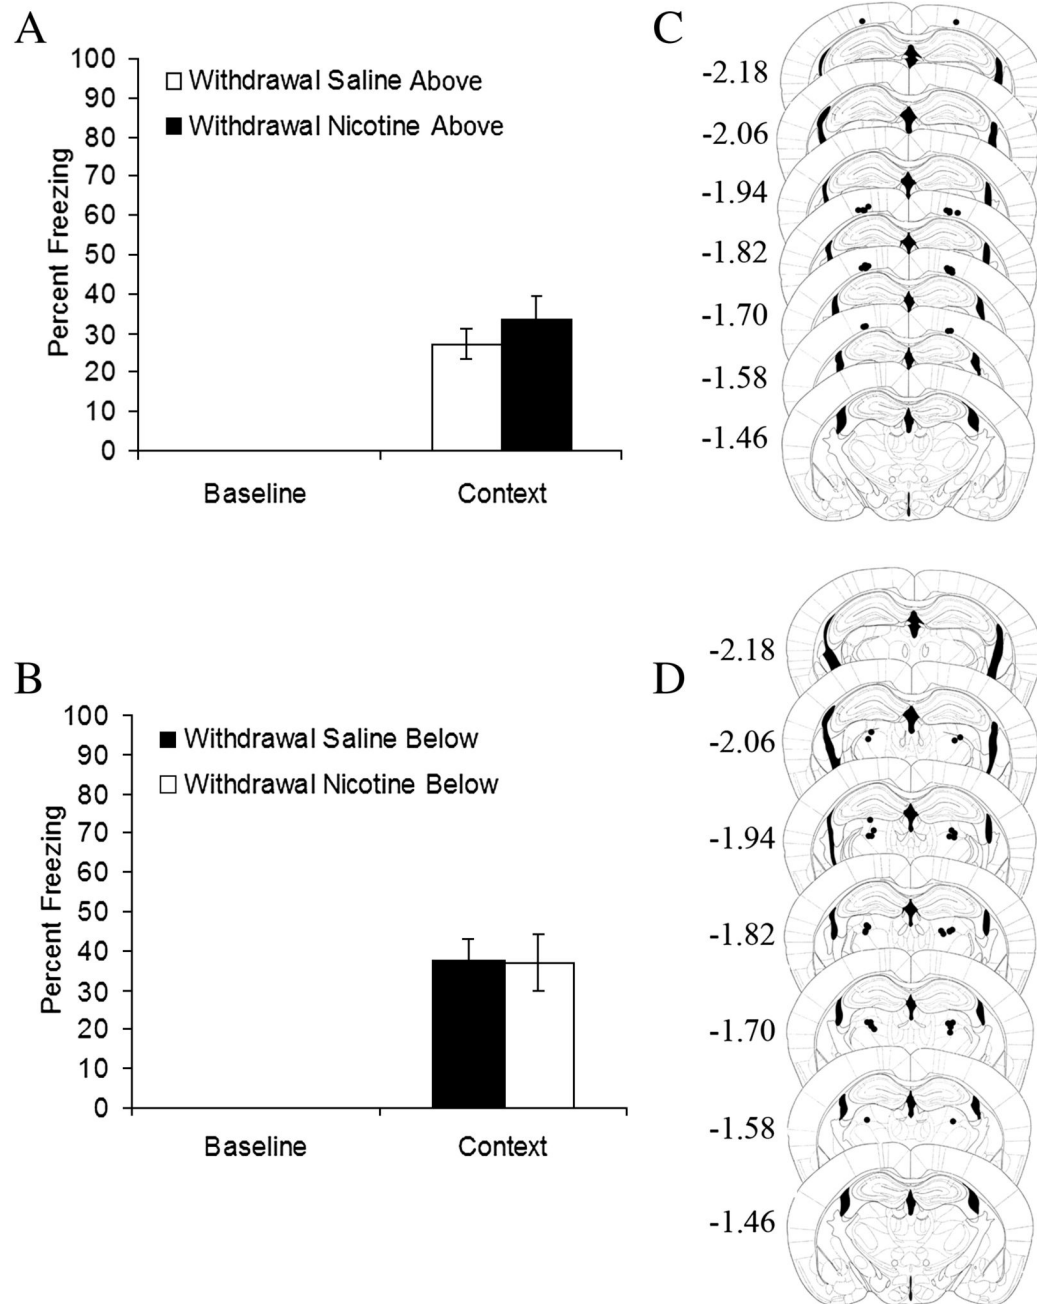 A
100
90
80
70
60
50
40
30
20
10
0
Percent Freezing
Withdrawal Saline Above
Withdrawal Nicotine Above
Baseline
Context
C
-2.18
-2.06
-1.94
-1.82
-1.70
-1.58
-1.46
B
100
90
80
70
60
50
40
30
20
10
0
Percent Freezing
Withdrawal Saline Below
Withdrawal Nicotine Below
Baseline
Context
D
-2.18
-2.06
-1.94
-1.82
-1.70
-1.58
-1.46